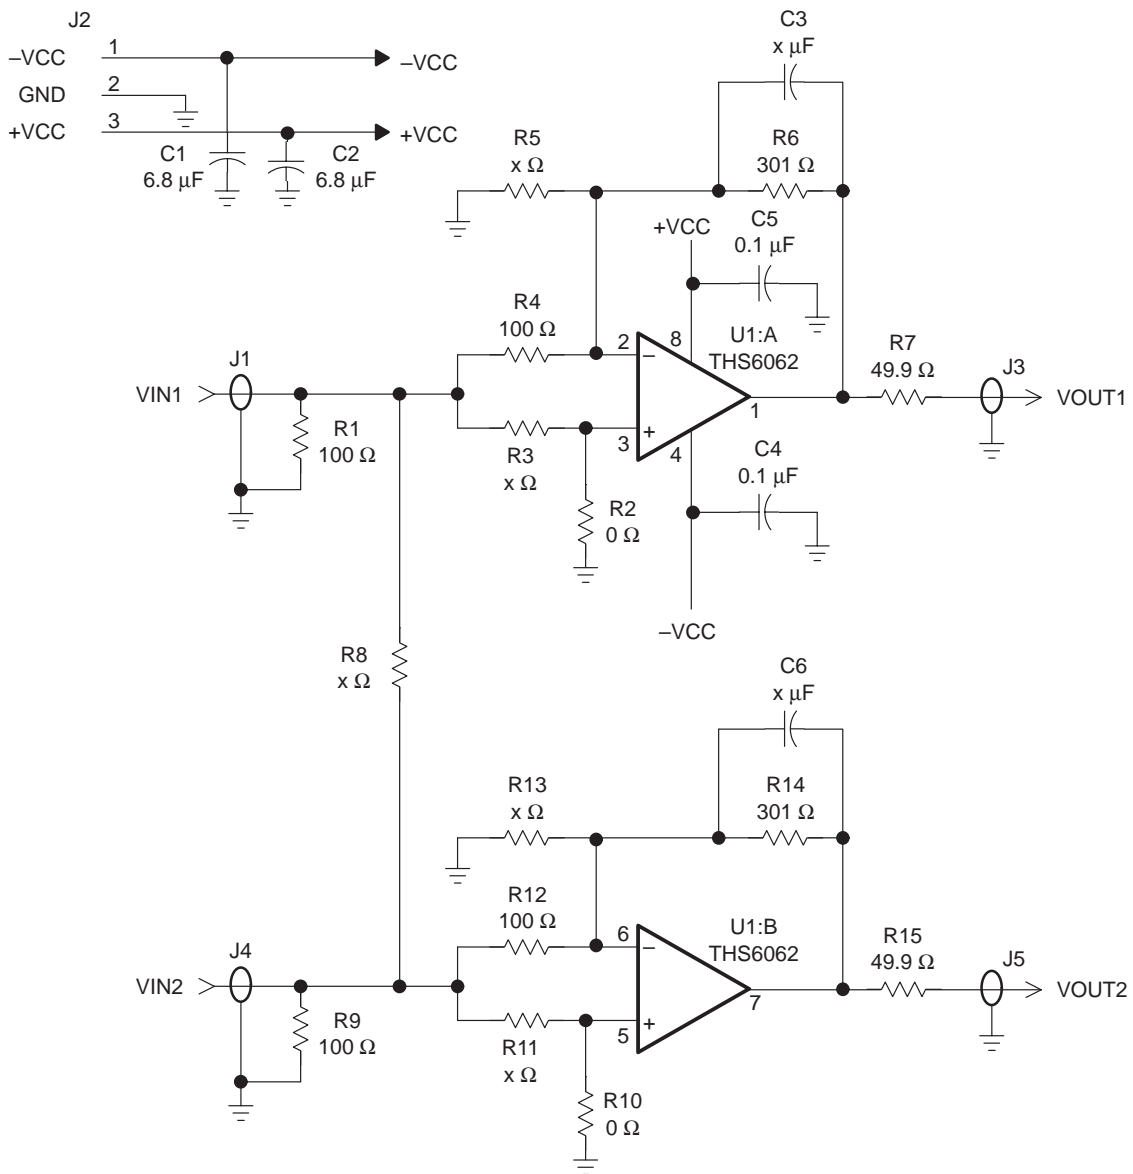 J2
–VCC 1 –VCC
GND 2
+VCC 3 +VCC
C1
6.8 µF
C2
6.8 µF
C3
x µF
R5
x Ω
R6
301 Ω
+VCC
C5
0.1 µF
R4
100 Ω
2
–
8
U1:A
THS6062
R7
49.9 Ω
J1
J3
VIN1
1
VOUT1
R1
100 Ω
R3
x Ω
3
+
4
C4
0.1 µF
R2
0 Ω
–VCC
R8
x Ω
C6
x µF
R13
x Ω
R14
301 Ω
R12
100 Ω
6
–
U1:B
THS6062
R15
49.9 Ω
J4
J5
VIN2
7
VOUT2
R9
100 Ω
R11
x Ω
5
+
R10
0 Ω